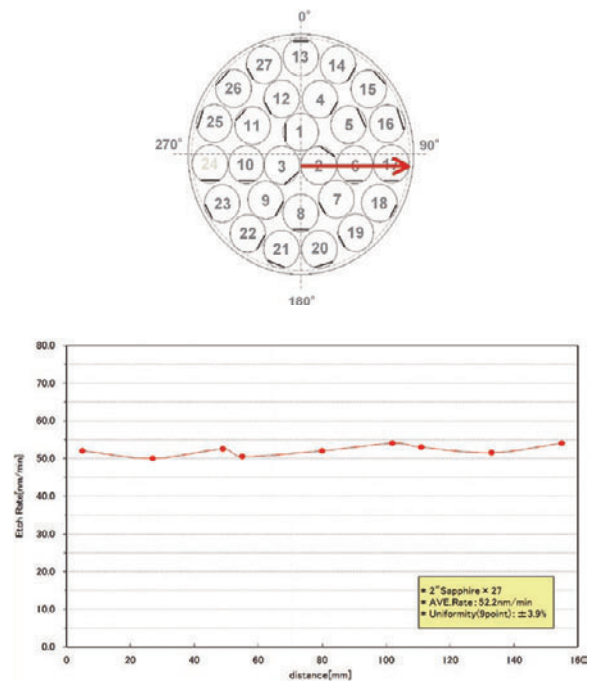 0°
13
27 14
26 15
12 4
25 11 5 16
1
270° 90°
24 10 3 2 6 17
23 9 7 18
8
22 19
21 20
180°
80.0
70.0
60.0
50.0
40.0
30.0
20.0
10.0
0.0
Etch Rate[nm/min]
2"Sapphire × 27
AVE.Rate: 52.2nm/min
Uniformity(9point): ±3.9%
0 20 40 60 80 100 120 140 160
distance[mm]